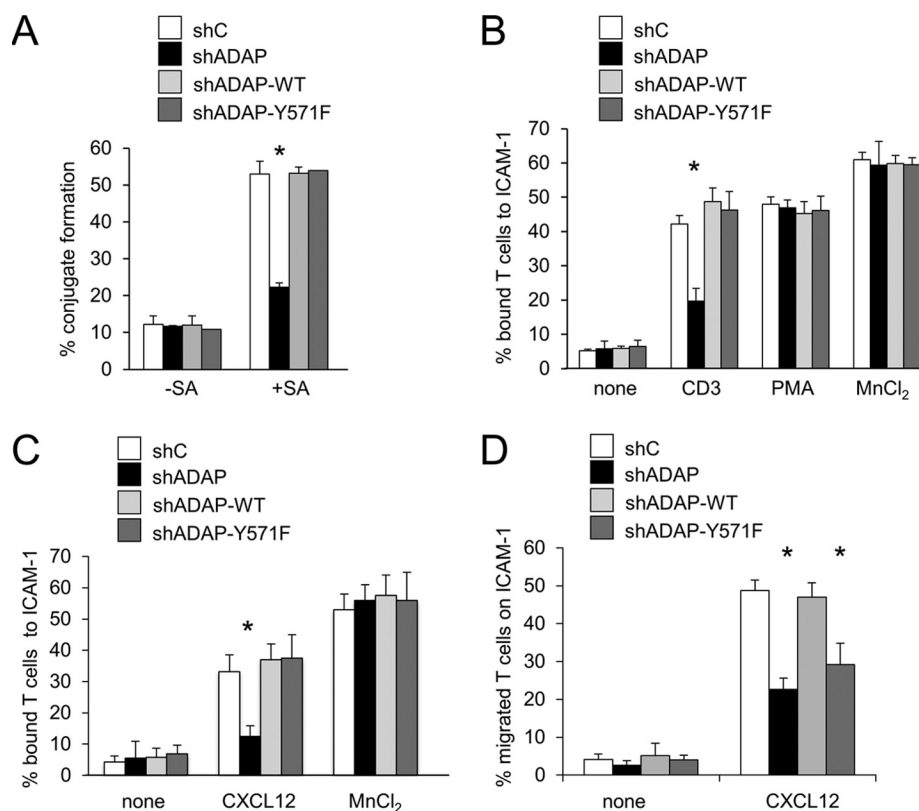 A
shC
shADAP
shADAP-WT
shADAP-Y571F
% conjugate formation
60
50
40
30
20
10
0
-SA
+SA
*
B
shC
shADAP
shADAP-WT
shADAP-Y571F
% bound T cells to ICAM-1
70
60
50
40
30
20
10
0
none
CD3
PMA
MnCl₂
*
C
shC
shADAP
shADAP-WT
shADAP-Y571F
% bound T cells to ICAM-1
70
60
50
40
30
20
10
0
none
CXCL12
MnCl₂
*
D
shC
shADAP
shADAP-WT
shADAP-Y571F
% migrated T cells on ICAM-1
60
50
40
30
20
10
0
none
CXCL12
* *